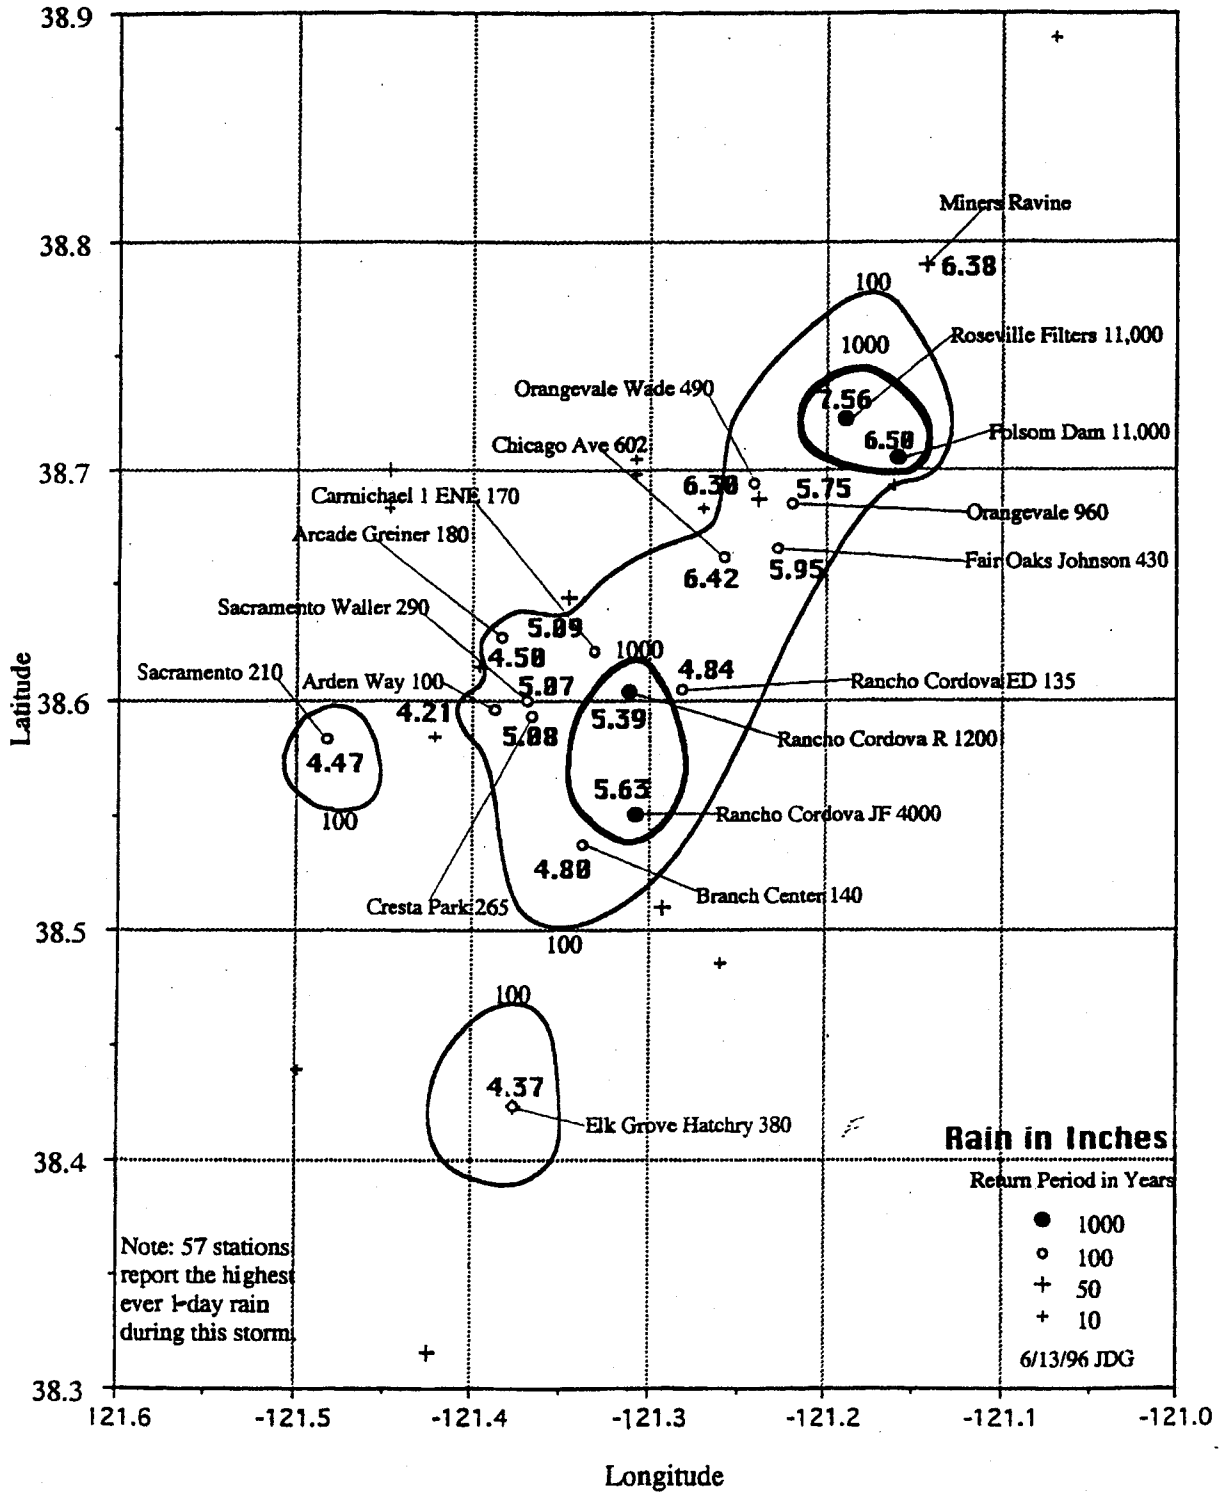 38.9
Miners Ravine
38.8
6.38
100
Roseville Filters 11,000
1000
Orangevale Wade 490
7.56
Folsom Dam 11,000
6.50
Chicago Ave 602
38.7
6.30
5.75
Carmichael 1 ENE 170
Orangevale 960
Arcade Greiner 180
Fair Oaks Johnson 430
6.42
5.95
Sacramento Waller 290
5.09
1000
4.50
4.84
Sacramento 210
Arden Way 100
5.07
Rancho Cordova ED 135
Latitude
38.6
4.21
5.39
5.08
Rancho Cordova R 1200
4.47
5.63
100
Rancho Cordova JF 4000
4.80
Branch Center 140
Cresta Park 265
38.5
100
100
4.37
Elk Grove Hatchry 380
Rain in Inches
38.4
Return Period in Years
1000
100
50
10
6/13/96 JDG
Note: 57 stations
report the highest
ever 1-day rain
during this storm.
38.3
121.6
-121.5
-121.4
-121.3
-121.2
-121.1
-121.0
Longitude